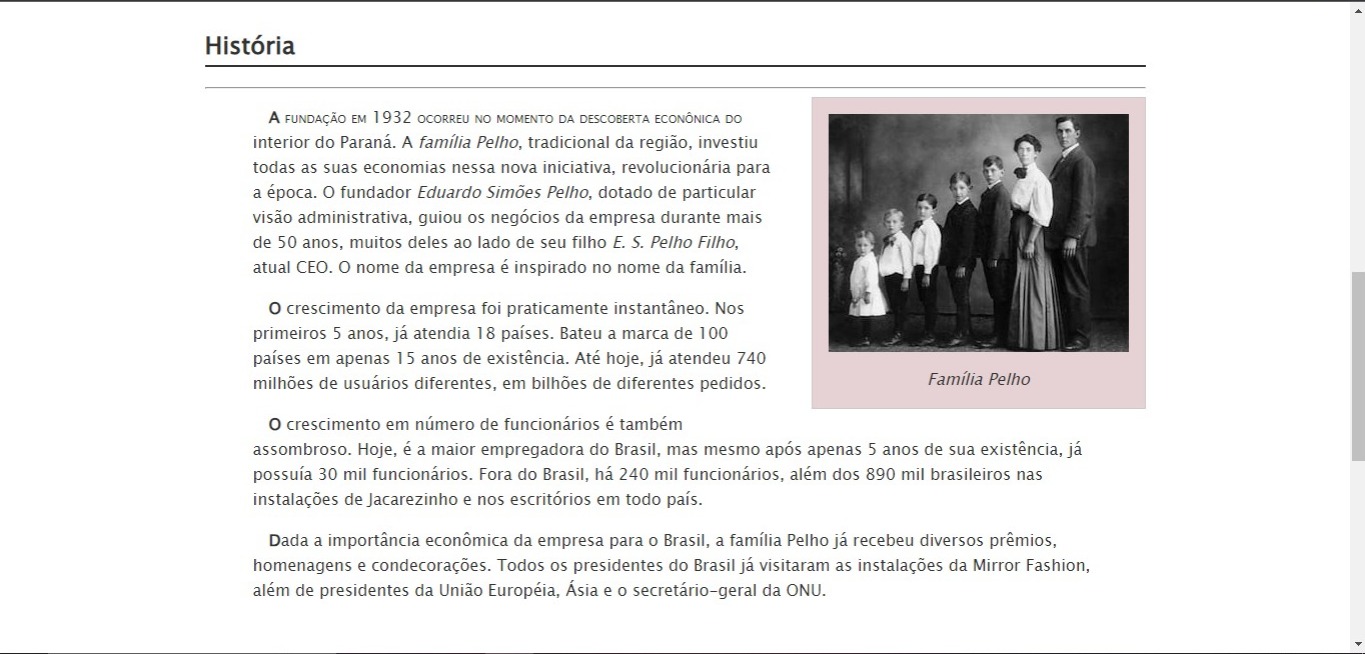 História
A FUNDAÇÃO EM 1932 OCORREU NO MOMENTO DA DESCOBERTA ECONÔNICA DO
interior do Paraná. A família Pelho, tradicional da região, investiu
todas as suas economias nessa nova iniciativa, revolucionária para
a época. O fundador Eduardo Simões Pelho, dotado de particular
visão administrativa, guiou os negócios da empresa durante mais
de 50 anos, muitos deles ao lado de seu filho E. S. Pelho Filho,
atual CEO. O nome da empresa é inspirado no nome da família.
O crescimento da empresa foi praticamente instantâneo. Nos
primeiros 5 anos, já atendia 18 países. Bateu a marca de 100
países em apenas 15 anos de existência. Até hoje, já atendeu 740
milhões de usuários diferentes, em bilhões de diferentes pedidos.
Família Pelho
O crescimento em número de funcionários é também
assombroso. Hoje, é a maior empregadora do Brasil, mas mesmo após apenas 5 anos de sua existência, já
possuía 30 mil funcionários. Fora do Brasil, há 240 mil funcionários, além dos 890 mil brasileiros nas
instalações de Jacarezinho e nos escritórios em todo país.
Dada a importância econômica da empresa para o Brasil, a família Pelho já recebeu diversos prêmios,
homenagens e condecorações. Todos os presidentes do Brasil já visitaram as instalações da Mirror Fashion,
além de presidentes da União Européia, Ásia e o secretário-geral da ONU.